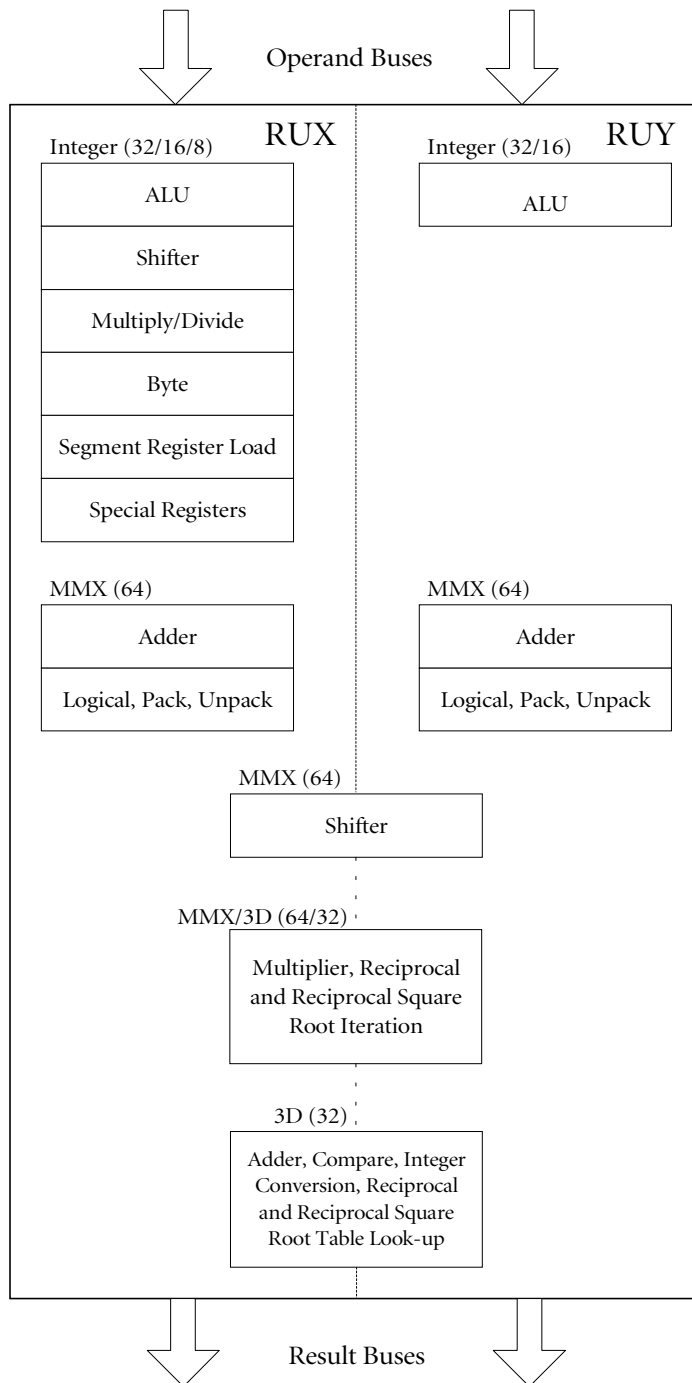 Operand Buses
RUX
RUY
Integer (32/16/8)
Integer (32/16)
ALU
ALU
Shifter
Multiply/Divide
Byte
Segment Register Load
Special Registers
MMX (64)
MMX (64)
Adder
Adder
Logical, Pack, Unpack
Logical, Pack, Unpack
MMX (64)
Shifter
MMX/3D (64/32)
Multiplier, Reciprocal
and Reciprocal Square
Root Iteration
3D (32)
Adder, Compare, Integer
Conversion, Reciprocal
and Reciprocal Square
Root Table Look-up
Result Buses